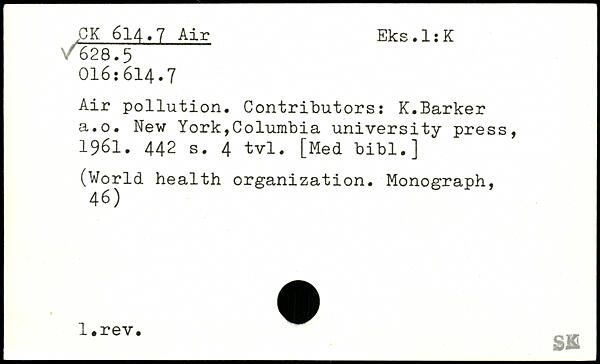 CK 614.7 Air Eks.1:K
✓628.5
016:614.7
Air pollution. Contributors: K.Barker
a.o. New York,Columbia university press,
1961. 442 s. 4 tvl. [Med bibl.]
(World health organization. Monograph,
46)
1.rev.
SK